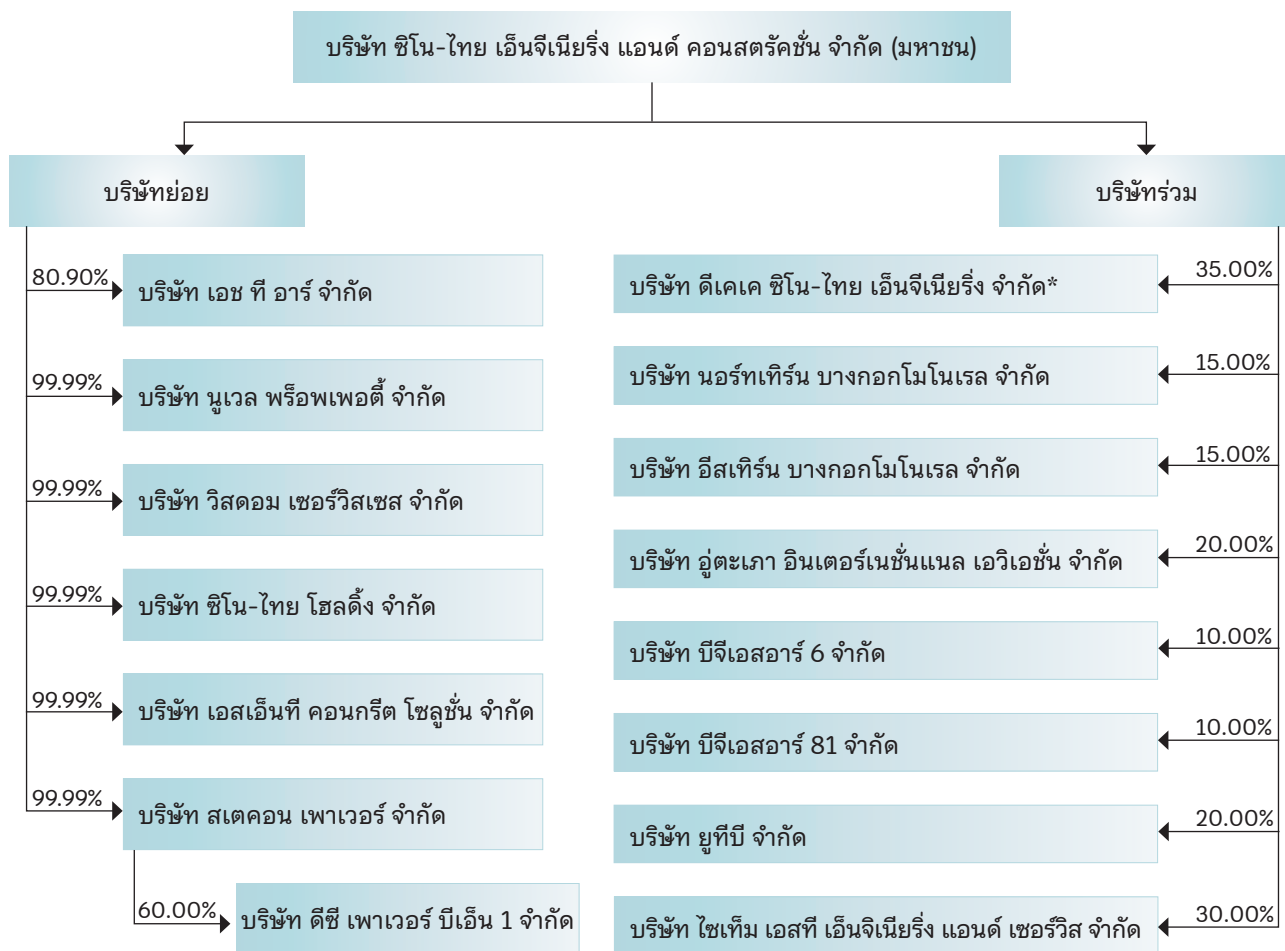 บริษัท ซิโน-ไทย เอ็นจีเนียริ่ง แอนด์ คอนสตรัคชั่น จำกัด (มหาชน)
บริษัทย่อย
80.90%
บริษัท เอช ที อาร์ จำกัด
99.99%
บริษัท นูเวล พร็อพเพอตี้ จำกัด
99.99%
บริษัท วิสดอม เซอร์วิสเซส จำกัด
99.99%
บริษัท ซิโน-ไทย โฮลดิ้ง จำกัด
99.99%
บริษัท เอสเอ็นที คอนกรีต โซลูชั่น จำกัด
99.99%
บริษัท สเตคอน เพาเวอร์ จำกัด
60.00%
บริษัท ดีซี เพาเวอร์ บีเอ็น 1 จำกัด
บริษัทร่วม
บริษัท ดีเคเค ซิโน-ไทย เอ็นจีเนียริ่ง จำกัด*
35.00%
บริษัท นอร์ทเทิร์น บางกอกโมโนเรล จำกัด
15.00%
บริษัท อีสเทิร์น บางกอกโมโนเรล จำกัด
15.00%
บริษัท อู่ตะเภา อินเตอร์เนชั่นแนล เอวิเอชั่น จำกัด
20.00%
บริษัท บีจีเอสอาร์ 6 จำกัด
10.00%
บริษัท บีจีเอสอาร์ 81 จำกัด
10.00%
บริษัท ยูทีบี จำกัด
20.00%
บริษัท ไซเท็ม เอสที เอ็นจิเนียริ่ง แอนด์ เซอร์วิส จำกัด
30.00%